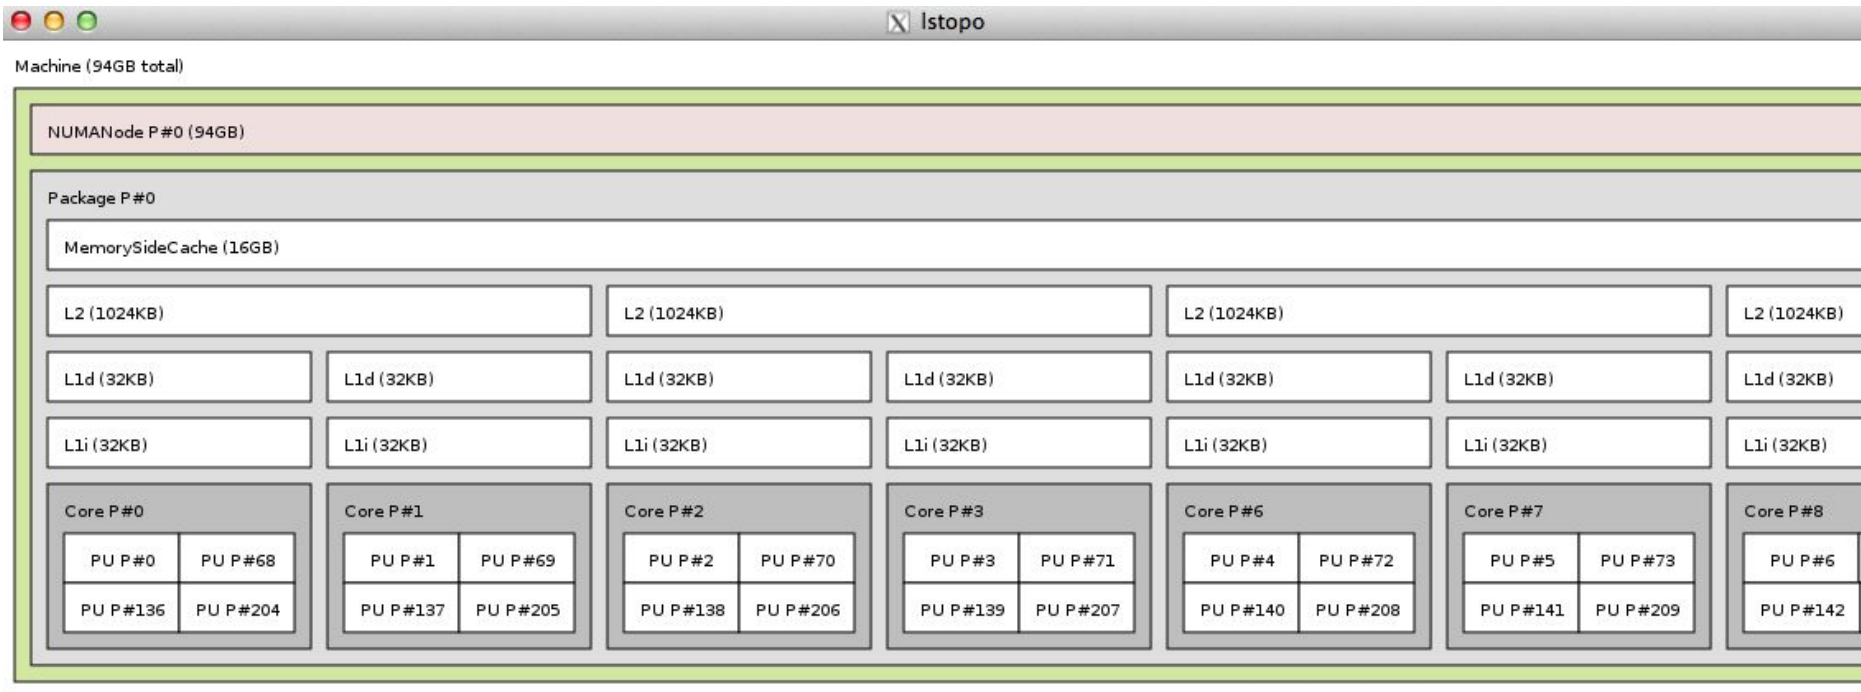 lstopo
Machine (94GB total)
NUMANode P#0 (94GB)
Package P#0
MemorySideCache (16GB)
L2 (1024KB) L2 (1024KB) L2 (1024KB) L2 (1024KB)
L1d (32KB) L1d (32KB) L1d (32KB) L1d (32KB) L1d (32KB) L1d (32KB) L1d (32KB)
L1i (32KB) L1i (32KB) L1i (32KB) L1i (32KB) L1i (32KB) L1i (32KB) L1i (32KB)
Core P#0 Core P#1 Core P#2 Core P#3 Core P#6 Core P#7 Core P#8
PU P#0 PU P#68 PU P#1 PU P#69 PU P#2 PU P#70 PU P#3 PU P#71 PU P#4 PU P#72 PU P#5 PU P#73 PU P#6
PU P#136 PU P#204 PU P#137 PU P#205 PU P#138 PU P#206 PU P#139 PU P#207 PU P#140 PU P#208 PU P#141 PU P#209 PU P#142